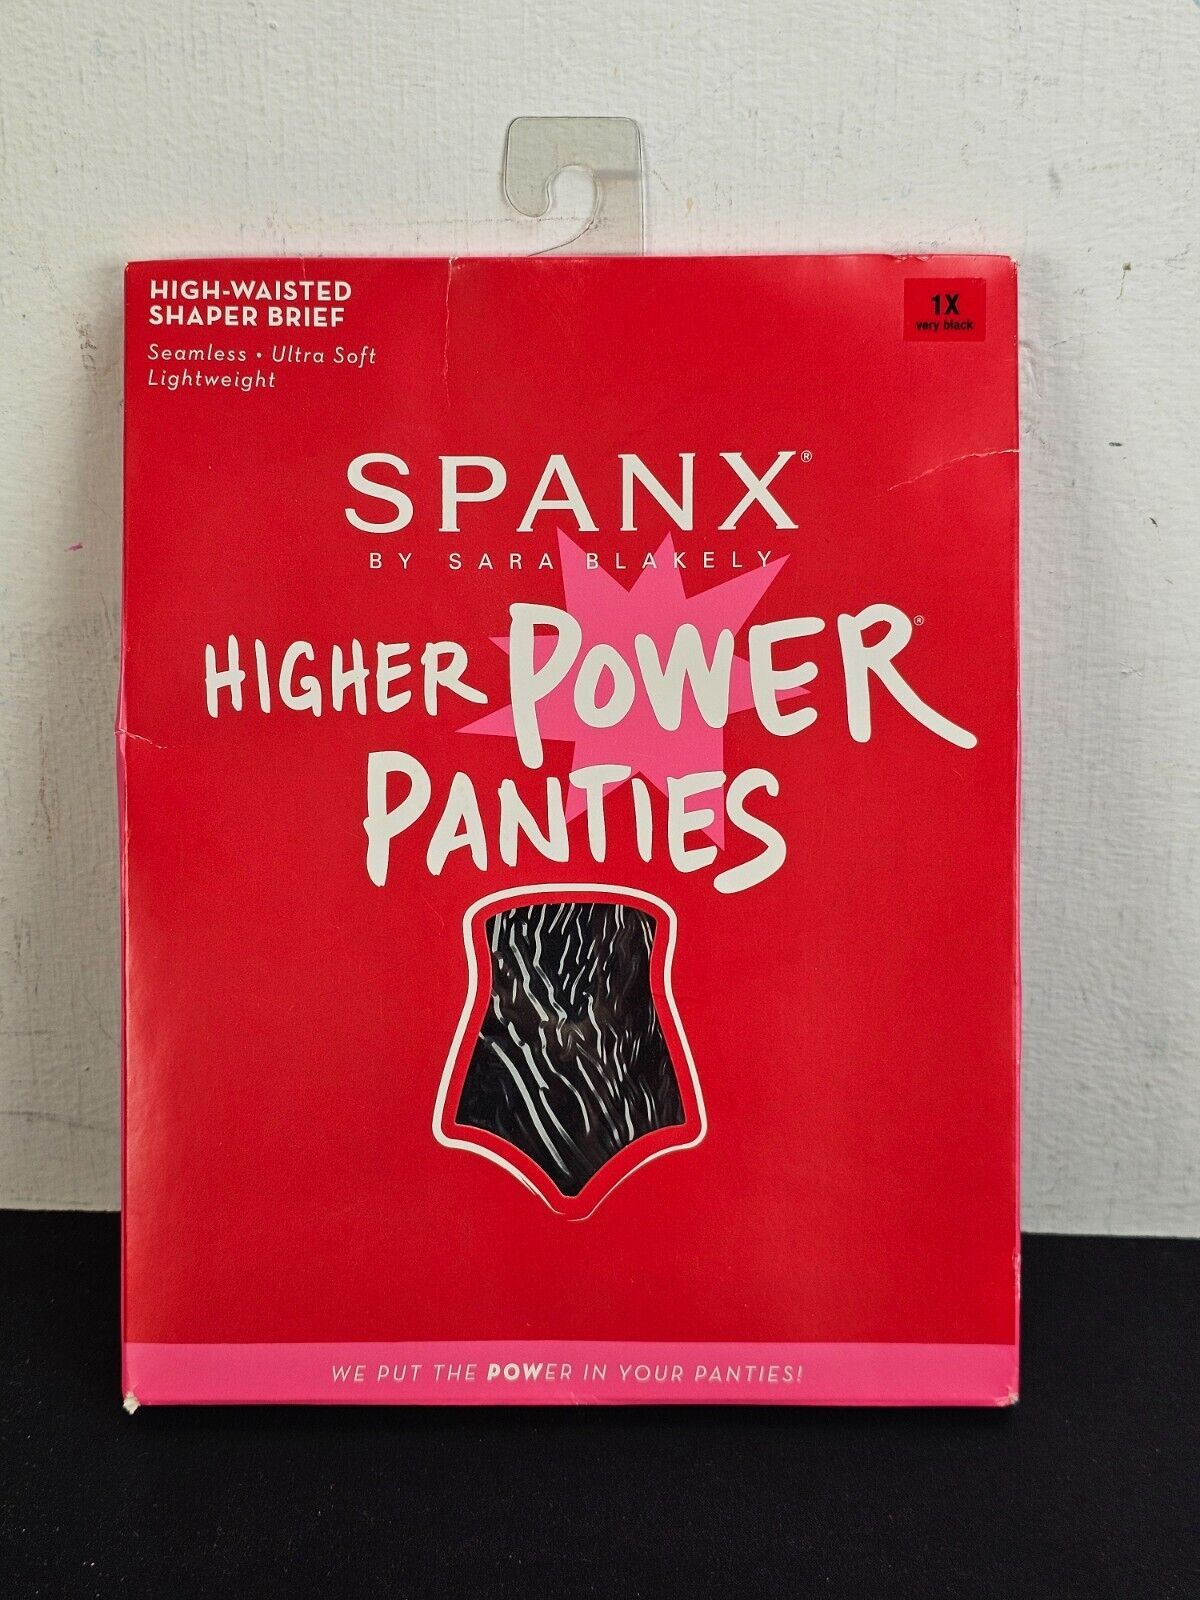 HIGH-WAISTED
SHAPER BRIEF
Seamless • Ultra Soft
Lightweight
1X
very black
SPANX®
BY SARA BLAKELY
HIGHER POWER®
PANTIES
WE PUT THE POWER IN YOUR PANTIES!